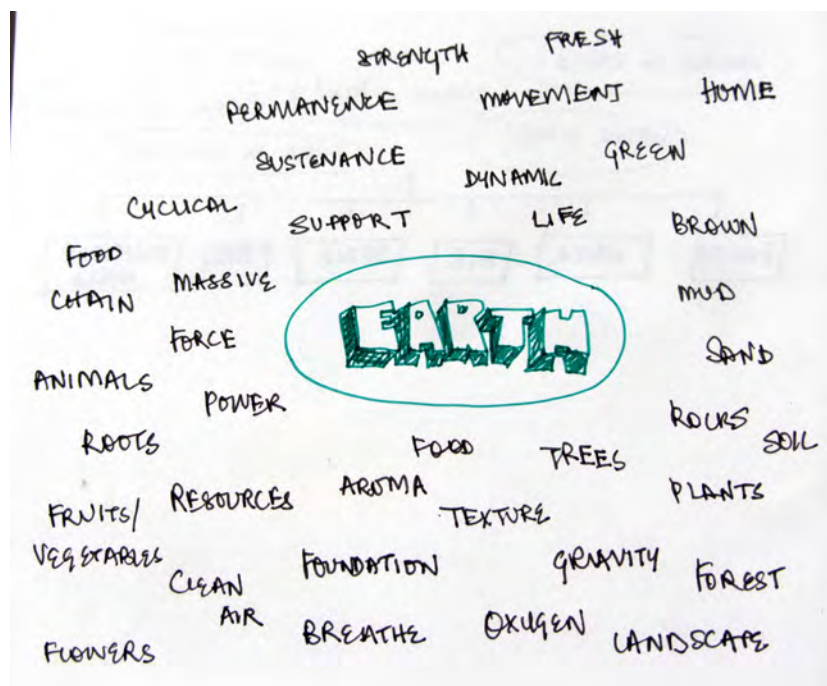 STRENGTH
FRESH
PERMANENCE
MOVEMENT
HOME
SUSTENANCE
GREEN
DYNAMIC
CYCLICAL
SUPPORT
LIFE
BROWN
FOOD
CHAIN
MASSIVE
MUD
FORCE
EARTH
SAND
ANIMALS
POWER
ROCKS
ROOTS
FOOD
TREES
SOIL
FRUITS/
VEGETABLES
RESOURCES
AROMA
TEXTURE
PLANTS
CLEAN
AIR
FOUNDATION
GRAVITY
FOREST
FLOWERS
BREATHE
OXYGEN
LANDSCAPE